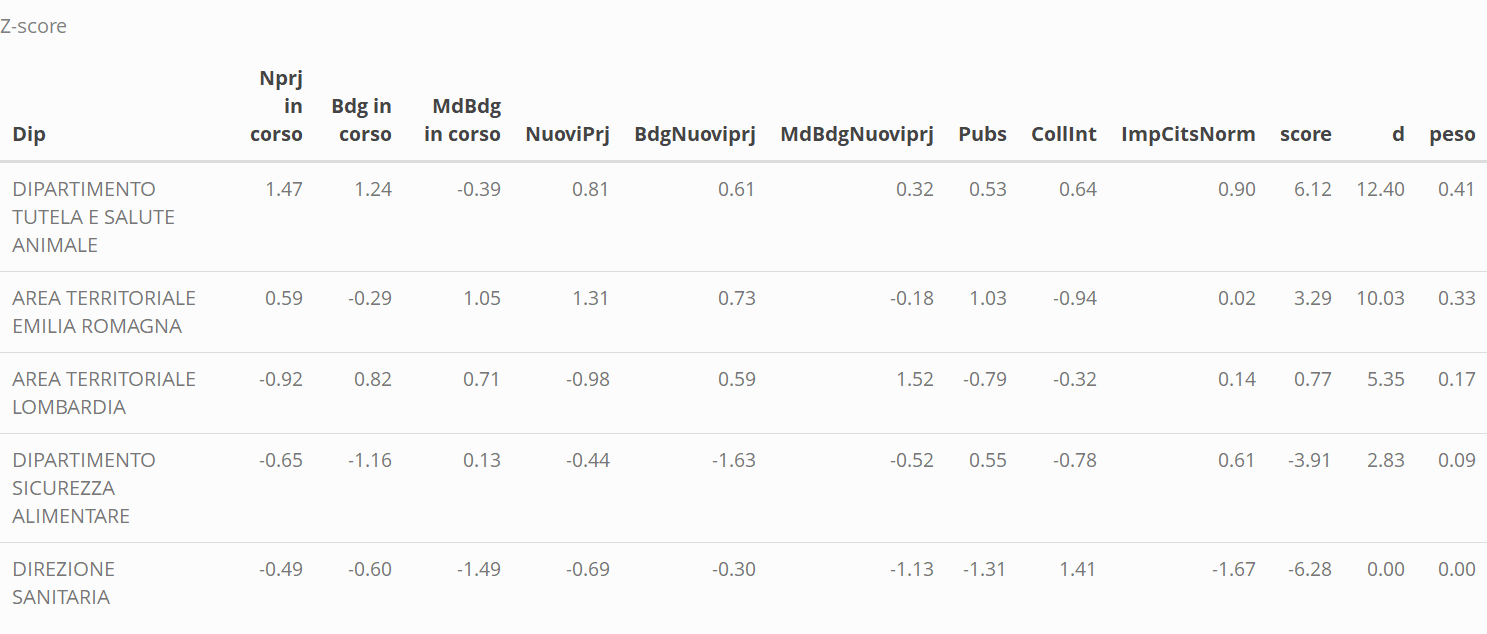 Z-score
Nprj
in Bdg in MdBdg
Dip corso corso in corso NuoviPrj BdgNuoviprj MdBdgNuoviprj Pubs CollInt ImpCitsNorm score d peso
DIPARTIMENTO 1.47 1.24 -0.39 0.81 0.61 0.32 0.53 0.64 0.90 6.12 12.40 0.41
TUTELA E SALUTE
ANIMALE
AREA TERRITORIALE 0.59 -0.29 1.05 1.31 0.73 -0.18 1.03 -0.94 0.02 3.29 10.03 0.33
EMILIA ROMAGNA
AREA TERRITORIALE -0.92 0.82 0.71 -0.98 0.59 1.52 -0.79 -0.32 0.14 0.77 5.35 0.17
LOMBARDIA
DIPARTIMENTO -0.65 -1.16 0.13 -0.44 -1.63 -0.52 0.55 -0.78 0.61 -3.91 2.83 0.09
SICUREZZA
ALIMENTARE
DIREZIONE -0.49 -0.60 -1.49 -0.69 -0.30 -1.13 -1.31 1.41 -1.67 -6.28 0.00 0.00
SANITARIA